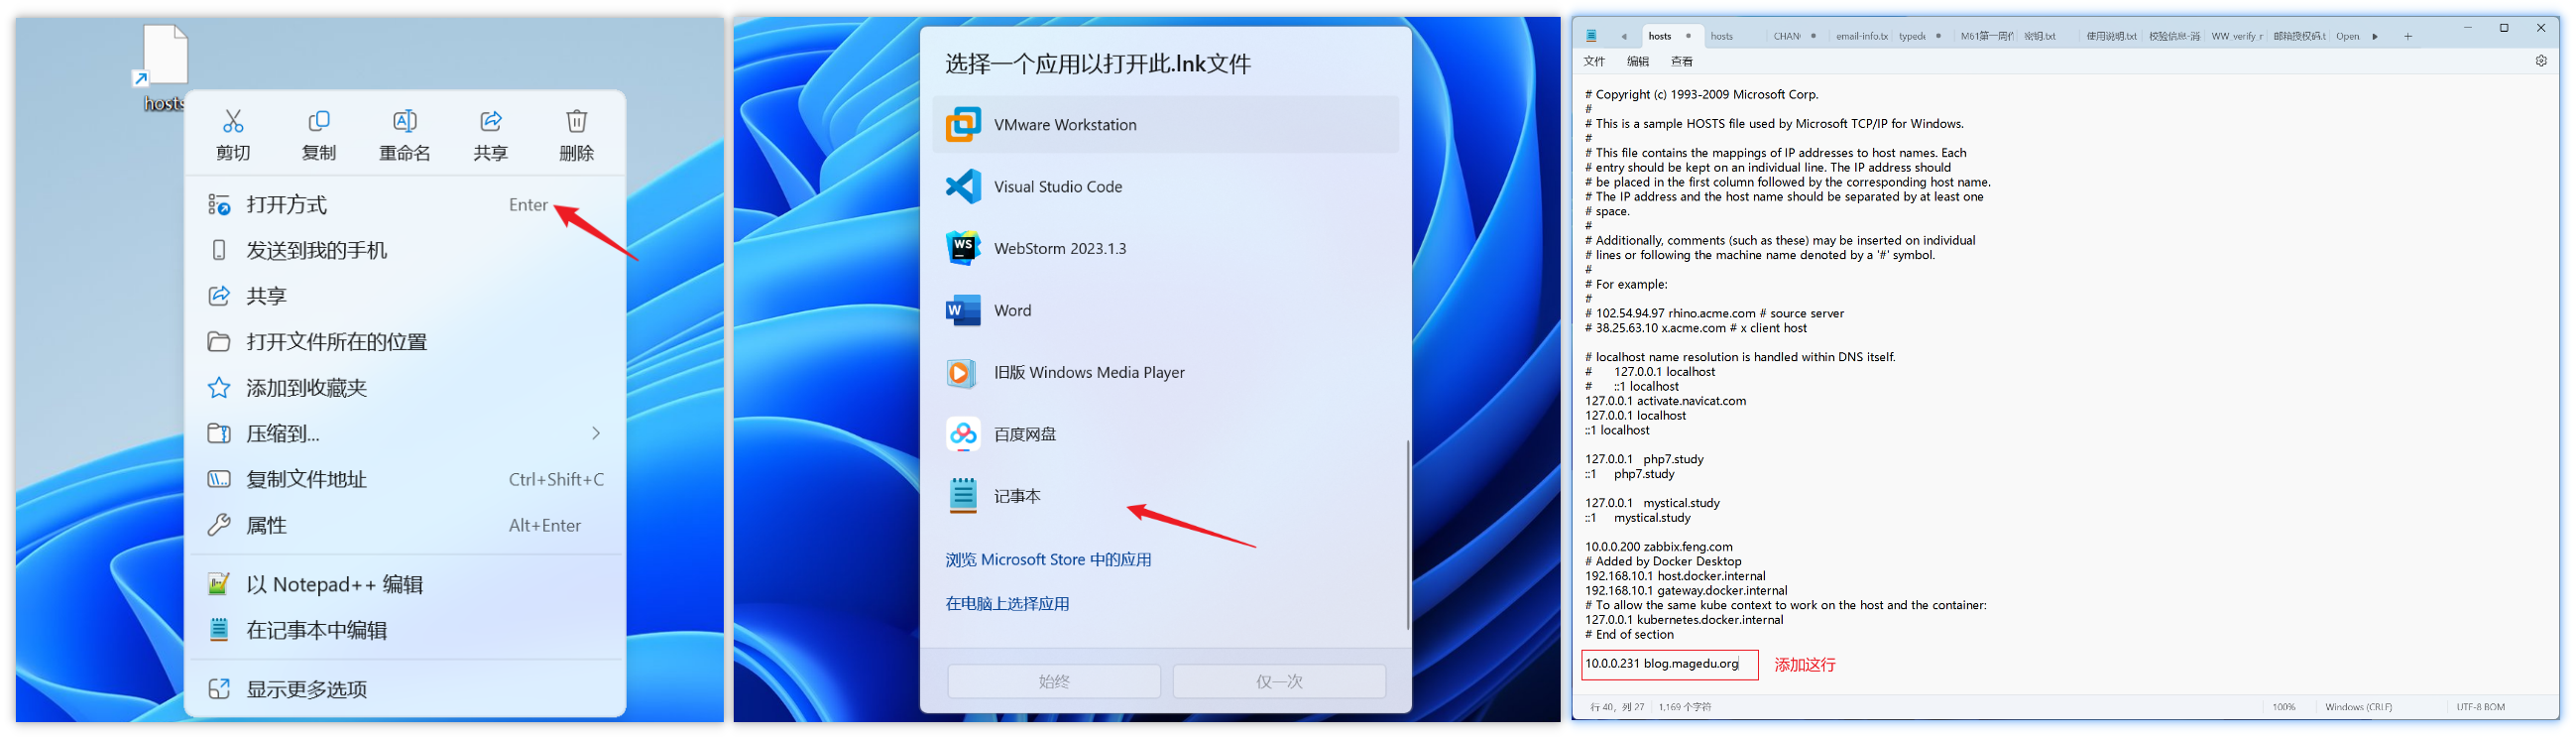 hosts
剪切
复制
重命名
共享
删除
打开方式 Enter
发送到我的手机
共享
打开文件所在的位置
添加到收藏夹
压缩到...
复制文件地址 Ctrl+Shift+C
属性 Alt+Enter
以 Notepad++ 编辑
在记事本中编辑
显示更多选项
选择一个应用以打开此.lnk文件
VMware Workstation
Visual Studio Code
WS
WebStorm 2023.1.3
W
Word
旧版 Windows Media Player
百度网盘
记事本
浏览 Microsoft Store 中的应用
在电脑上选择应用
始终
仅一次
hosts
hosts
CHAN
email-info.tx
typed
M61第一周作
密钥.txt
使用说明.txt
校验信息-消
WW_verify_r
邮箱授权码.t
Open
文件 编辑 查看
# Copyright (c) 1993-2009 Microsoft Corp.
#
# This is a sample HOSTS file used by Microsoft TCP/IP for Windows.
#
# This file contains the mappings of IP addresses to host names. Each
# entry should be kept on an individual line. The IP address should
# be placed in the first column followed by the corresponding host name.
# The IP address and the host name should be separated by at least one
# space.
#
# Additionally, comments (such as these) may be inserted on individual
# lines or following the machine name denoted by a '#' symbol.
#
# For example:
#
# 102.54.94.97 rhino.acme.com # source server
# 38.25.63.10 x.acme.com # x client host
# localhost name resolution is handled within DNS itself.
# 127.0.0.1 localhost
# ::1 localhost
127.0.0.1 activate.navicat.com
127.0.0.1 localhost
::1 localhost
127.0.0.1 php7.study
::1 php7.study
127.0.0.1 mystical.study
::1 mystical.study
10.0.0.200 zabbix.feng.com
# Added by Docker Desktop
192.168.10.1 host.docker.internal
192.168.10.1 gateway.docker.internal
# To allow the same kube context to work on the host and the container:
127.0.0.1 kubernetes.docker.internal
# End of section
10.0.0.231 blog.magedu.org 添加这行
行 40，列 27 1,169 个字符 100% Windows (CRLF) UTF-8 BOM